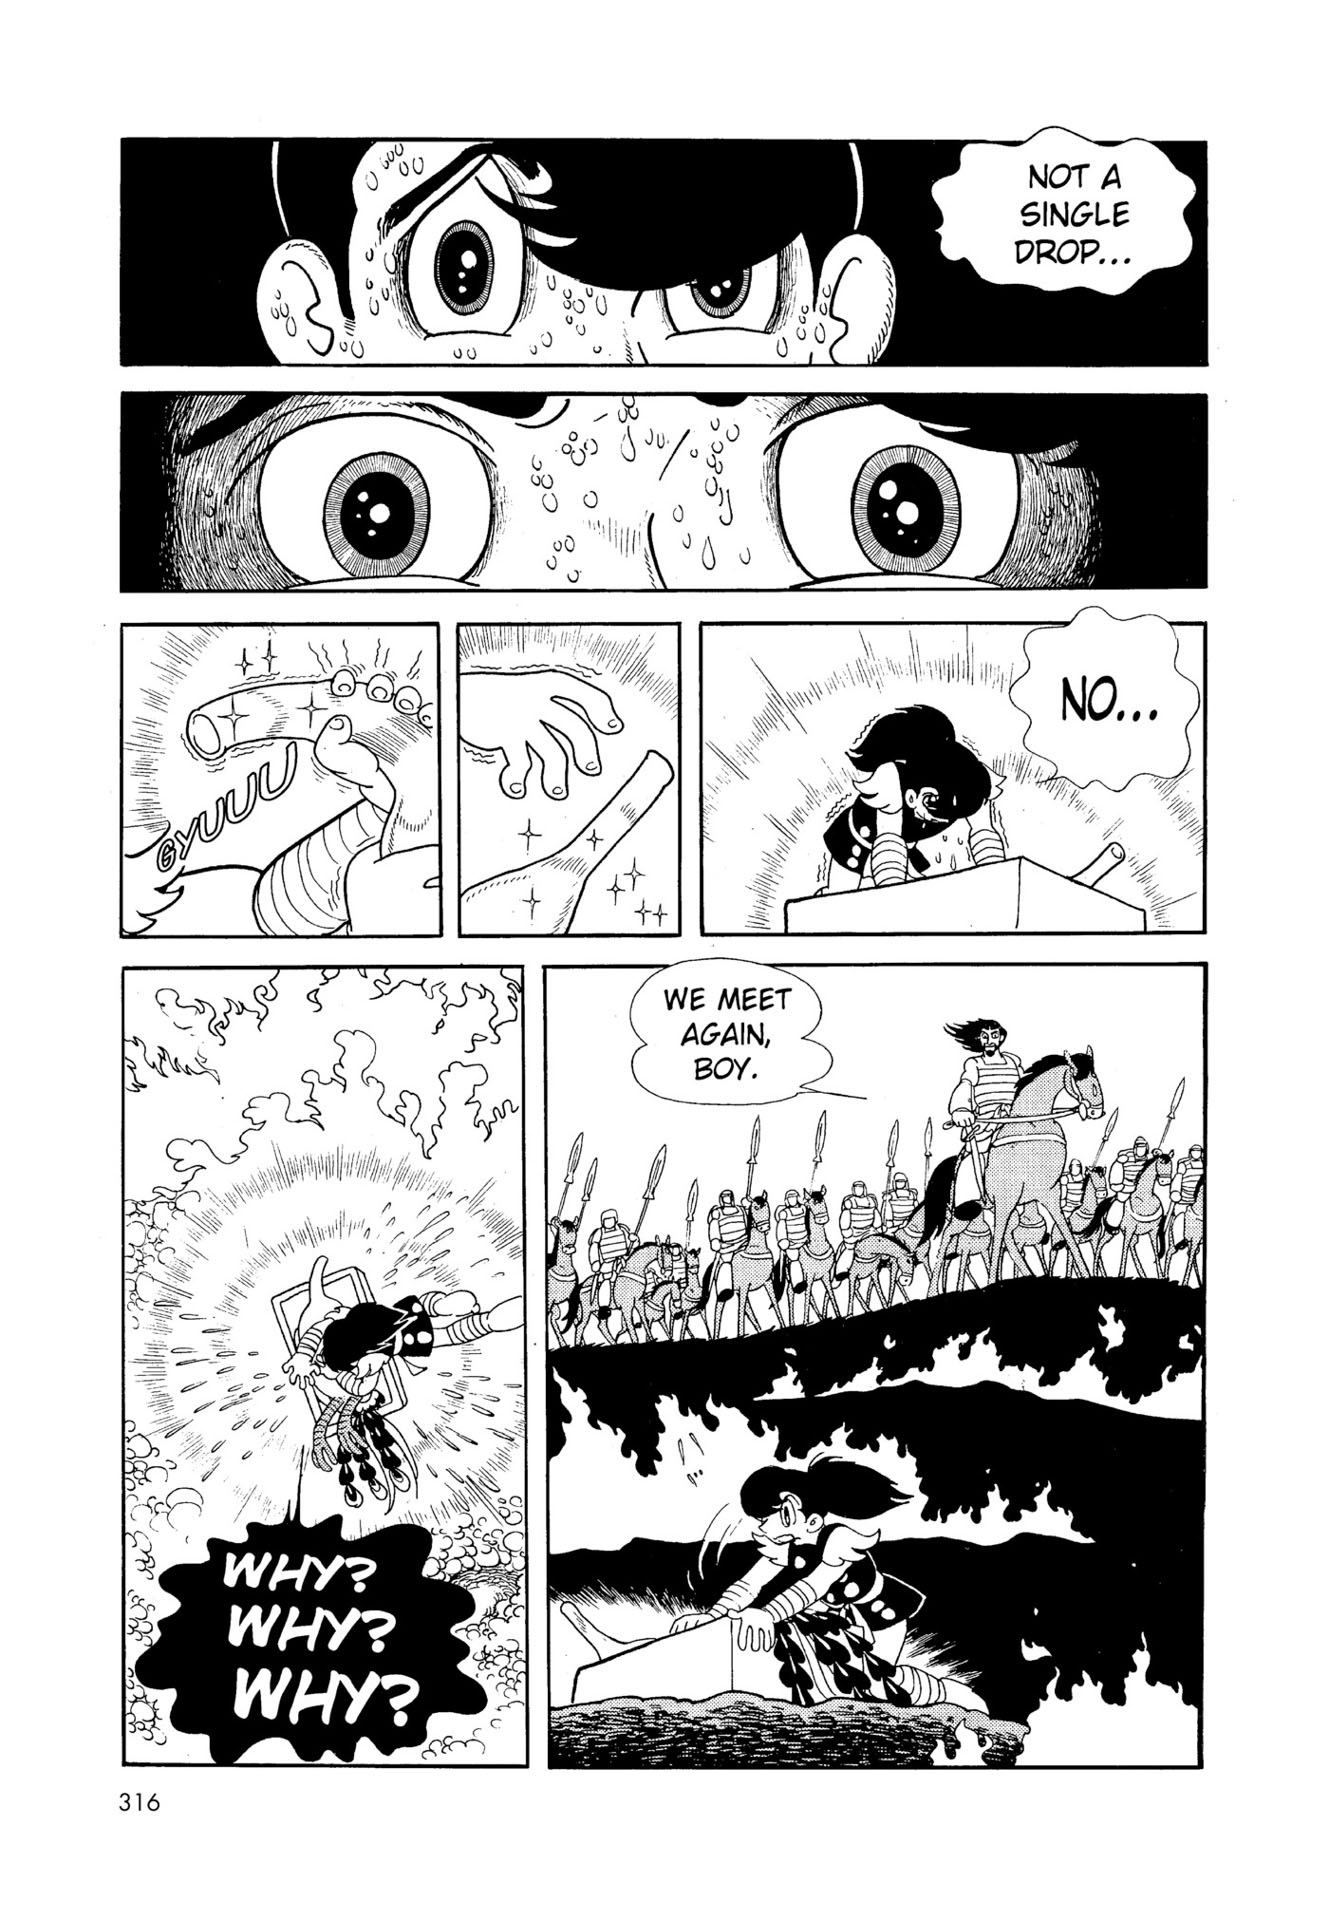 NOT A
SINGLE
DROP...
GYUUU
NO...
WHY?
WHY?
WHY?
WE MEET
AGAIN,
BOY.
316